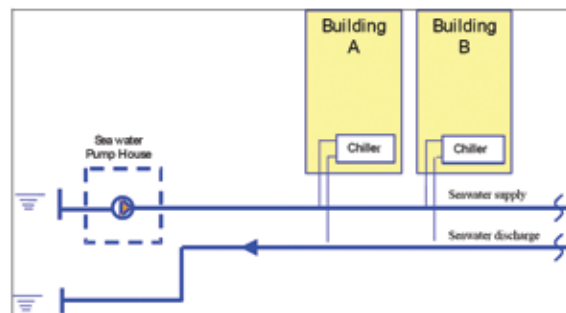 Building
A
Building
B
Sea water
Pump House
Chiller
Chiller
Seawater supply
Seawater discharge